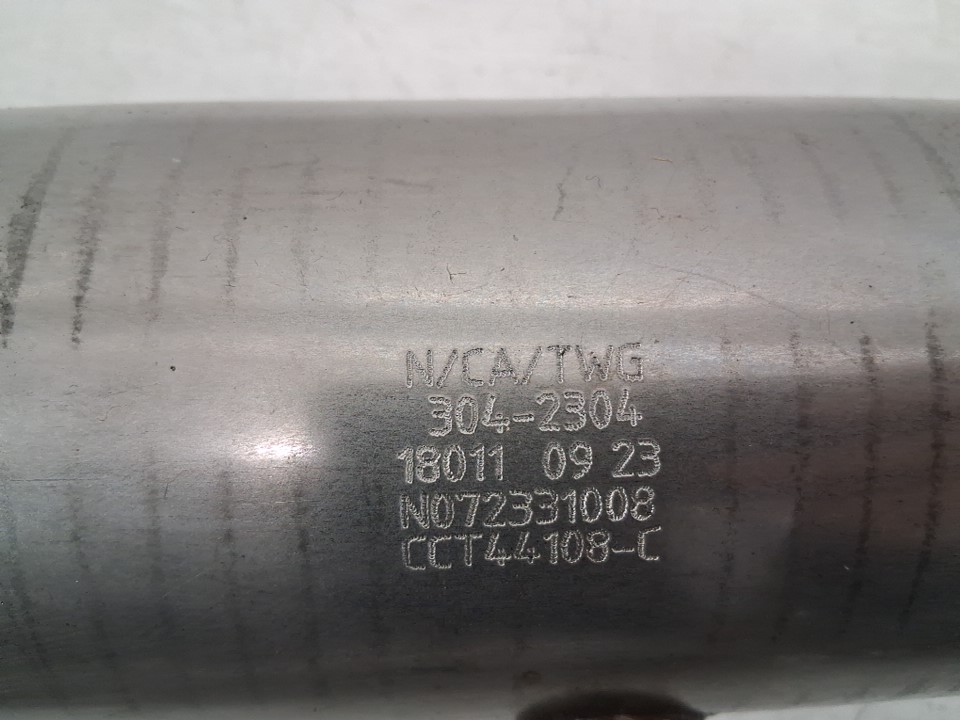 N/CA/TWG
304-2304
18011 09 23
N072331008
CCT44108-C